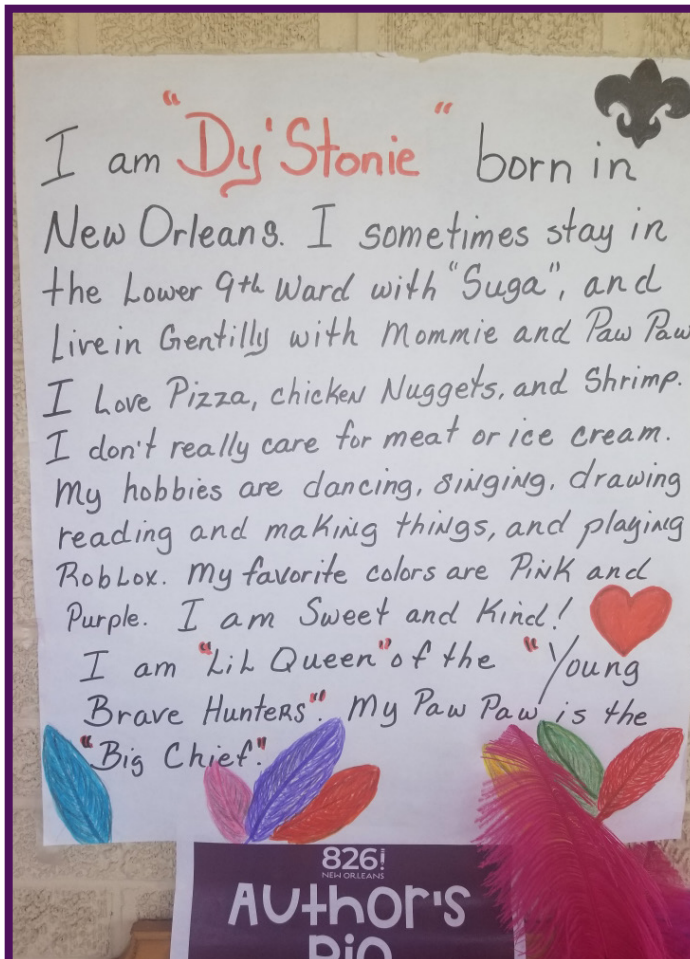 I am "Dy'Stonie" born in
New Orleans. I sometimes stay in
the Lower 9th Ward with "Suga", and
Live in Gentilly with Mommie and Paw Paw
I Love Pizza, chicken Nuggets, and Shrimp.
I don't really care for meat or ice cream.
My hobbies are dancing, singing, drawing
reading and making things, and playing
Roblox. My favorite colors are Pink and
Purple. I am Sweet and Kind!
I am "Lil Queen" of the "Young
Brave Hunters". My Paw Paw is the
"Big Chief."
826!
NEW ORLEANS
AUthOR'S
BiO